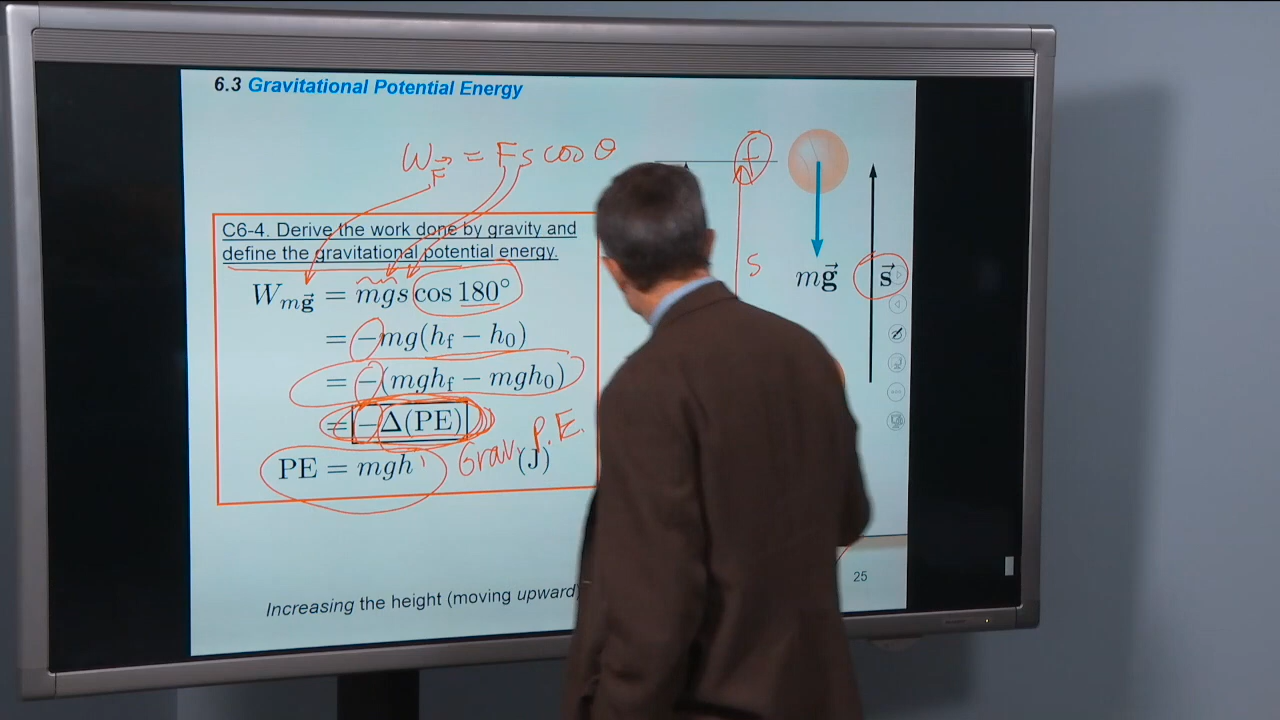 6.3 Gravitational Potential Energy
W_F⃗ = F s cos θ
f
C6-4. Derive the work done by gravity and
define the gravitational potential energy.
s
mg⃗
s⃗
W_mg⃗ = mgs cos 180°
= −mg(h_f − h_0)
= −(mgh_f − mgh_0)
= −Δ(PE)
PE = mgh (J)
Grav. P.E.
Increasing the height (moving upward)
25